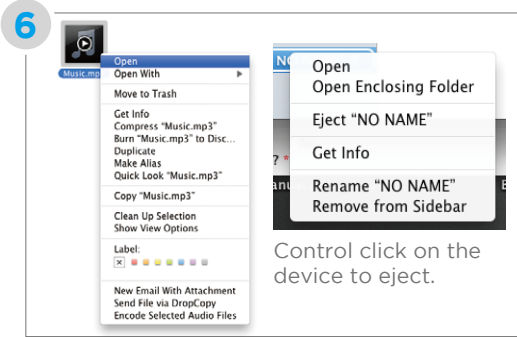 6
Music.mp
Open
Open With
Move to Trash
Get Info
Compress “Music.mp3”
Burn “Music.mp3” to Disc...
Duplicate
Make Alias
Quick Look “Music.mp3”
Copy “Music.mp3”
Clean Up Selection
Show View Options
Label:
New Email With Attachment
Send File via DropCopy
Encode Selected Audio Files
Open
Open Enclosing Folder
Eject “NO NAME”
Get Info
Rename “NO NAME”
Remove from Sidebar
Control click on the
device to eject.